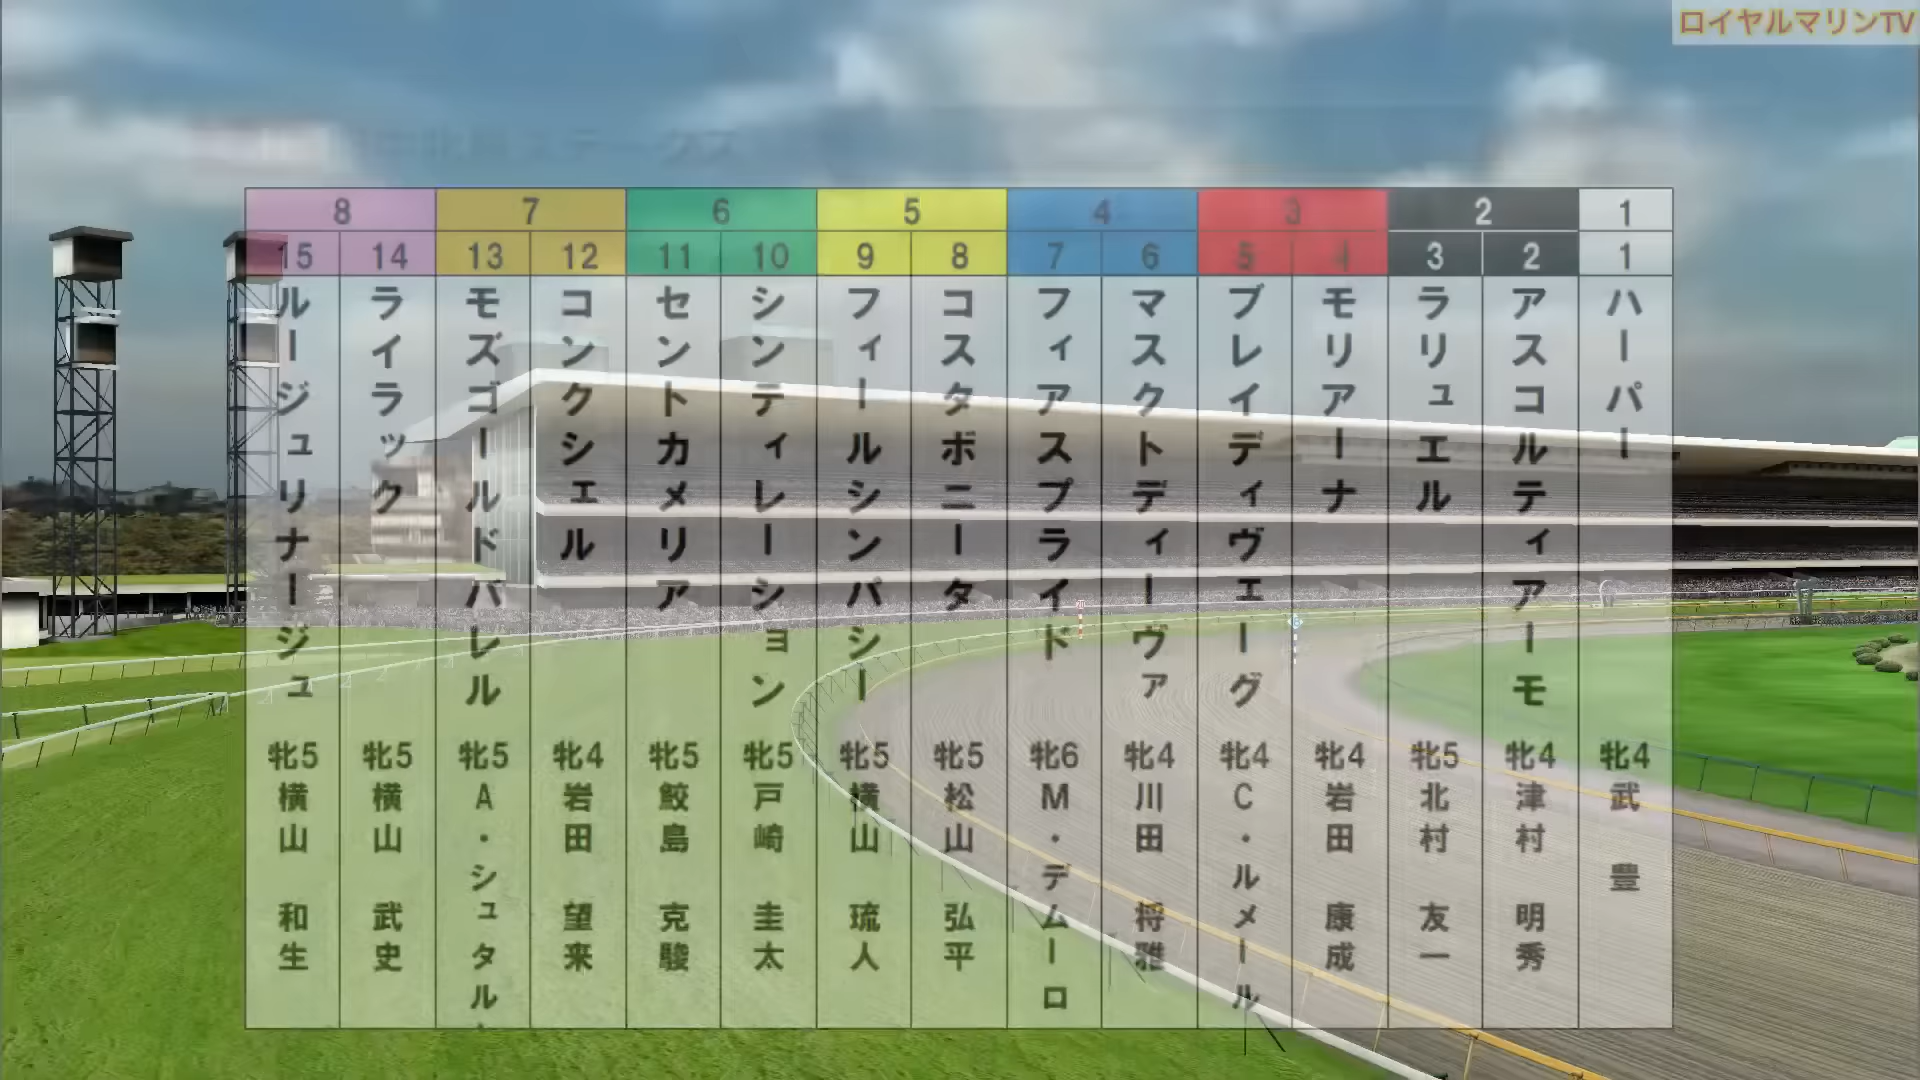 ロイヤルマリンTV
ステークス
1
1 ハーパー 牝4 武 豊
2
2 アスコルティアーモ 牝4 津村 明秀
3 ラリュエル 牝5 北村 友一
3
4 モリアーナ 牝4 岩田 康成
5 ブレイディヴェーグ 牝4 C・ルメール
4
6 マスクトディーヴァ 牝4 川田 将雅
7 フィアスプライド 牝6 M・デムーロ
5
8 コスタボニータ 牝5 松山 弘平
9 フィールシンパシー 牝5 横山 琉人
6
10 シンティレーション 牝5 戸崎 圭太
11 セントカメリア 牝5 鮫島 克駿
7
12 コンクシェル 牝4 岩田 望来
13 モズゴールドバレル 牝5 A・シュタル
8
14 ライラック 牝5 横山 武史
15 ルージュリナージュ 牝5 横山 和生